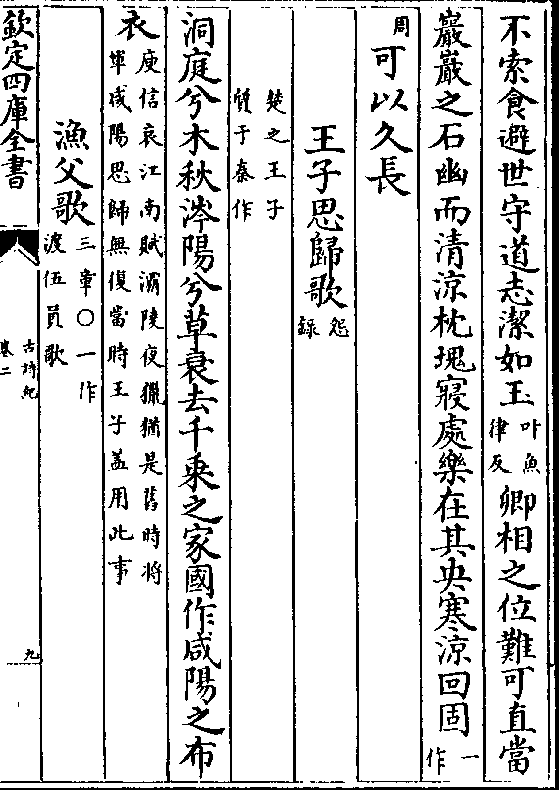 不索食避世守道志潔如玉叶魚律反卿相之位難可直當
巖巖之石幽而清涼枕塊寢處樂在其央寒涼回固一作
周可以久長
王子思歸歌怨録
楚之王子
質于秦作
洞庭兮木秋涔陽兮草衰去千乘之家國作咸陽之布
衣庾信哀江南賦灞陵夜獵猶是舊時將
軍咸陽思歸無復當時王子盖用此事
漁父歌三章〇一作
渡伍員歌
欽定四庫全書
古詩紀
卷二
九